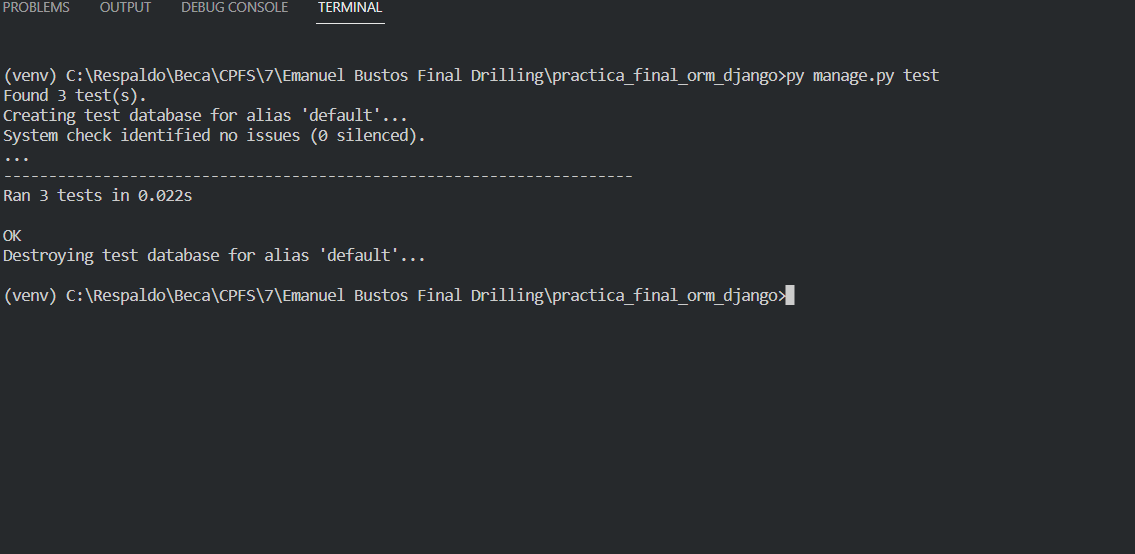 PROBLEMS OUTPUT DEBUG CONSOLE TERMINAL
(venv) C:\Respaldo\Beca\CPFS\7\Emanuel Bustos Final Drilling\practica_final_orm_django>py manage.py test
Found 3 test(s).
Creating test database for alias 'default'...
System check identified no issues (0 silenced).
...
----------------------------------------------------------------------
Ran 3 tests in 0.022s
OK
Destroying test database for alias 'default'...
(venv) C:\Respaldo\Beca\CPFS\7\Emanuel Bustos Final Drilling\practica_final_orm_django>